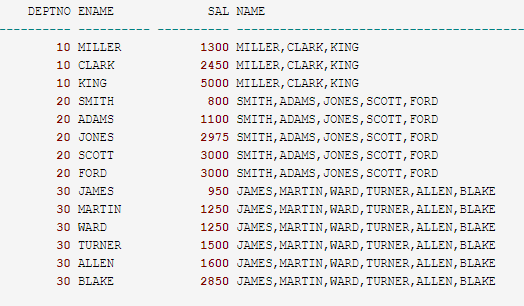 DEPTNO ENAME SAL NAME
---------- ---------- ---------- ----------------------------------------
10 MILLER 1300 MILLER,CLARK,KING
10 CLARK 2450 MILLER,CLARK,KING
10 KING 5000 MILLER,CLARK,KING
20 SMITH 800 SMITH,ADAMS,JONES,SCOTT,FORD
20 ADAMS 1100 SMITH,ADAMS,JONES,SCOTT,FORD
20 JONES 2975 SMITH,ADAMS,JONES,SCOTT,FORD
20 SCOTT 3000 SMITH,ADAMS,JONES,SCOTT,FORD
20 FORD 3000 SMITH,ADAMS,JONES,SCOTT,FORD
30 JAMES 950 JAMES,MARTIN,WARD,TURNER,ALLEN,BLAKE
30 MARTIN 1250 JAMES,MARTIN,WARD,TURNER,ALLEN,BLAKE
30 WARD 1250 JAMES,MARTIN,WARD,TURNER,ALLEN,BLAKE
30 TURNER 1500 JAMES,MARTIN,WARD,TURNER,ALLEN,BLAKE
30 ALLEN 1600 JAMES,MARTIN,WARD,TURNER,ALLEN,BLAKE
30 BLAKE 2850 JAMES,MARTIN,WARD,TURNER,ALLEN,BLAKE